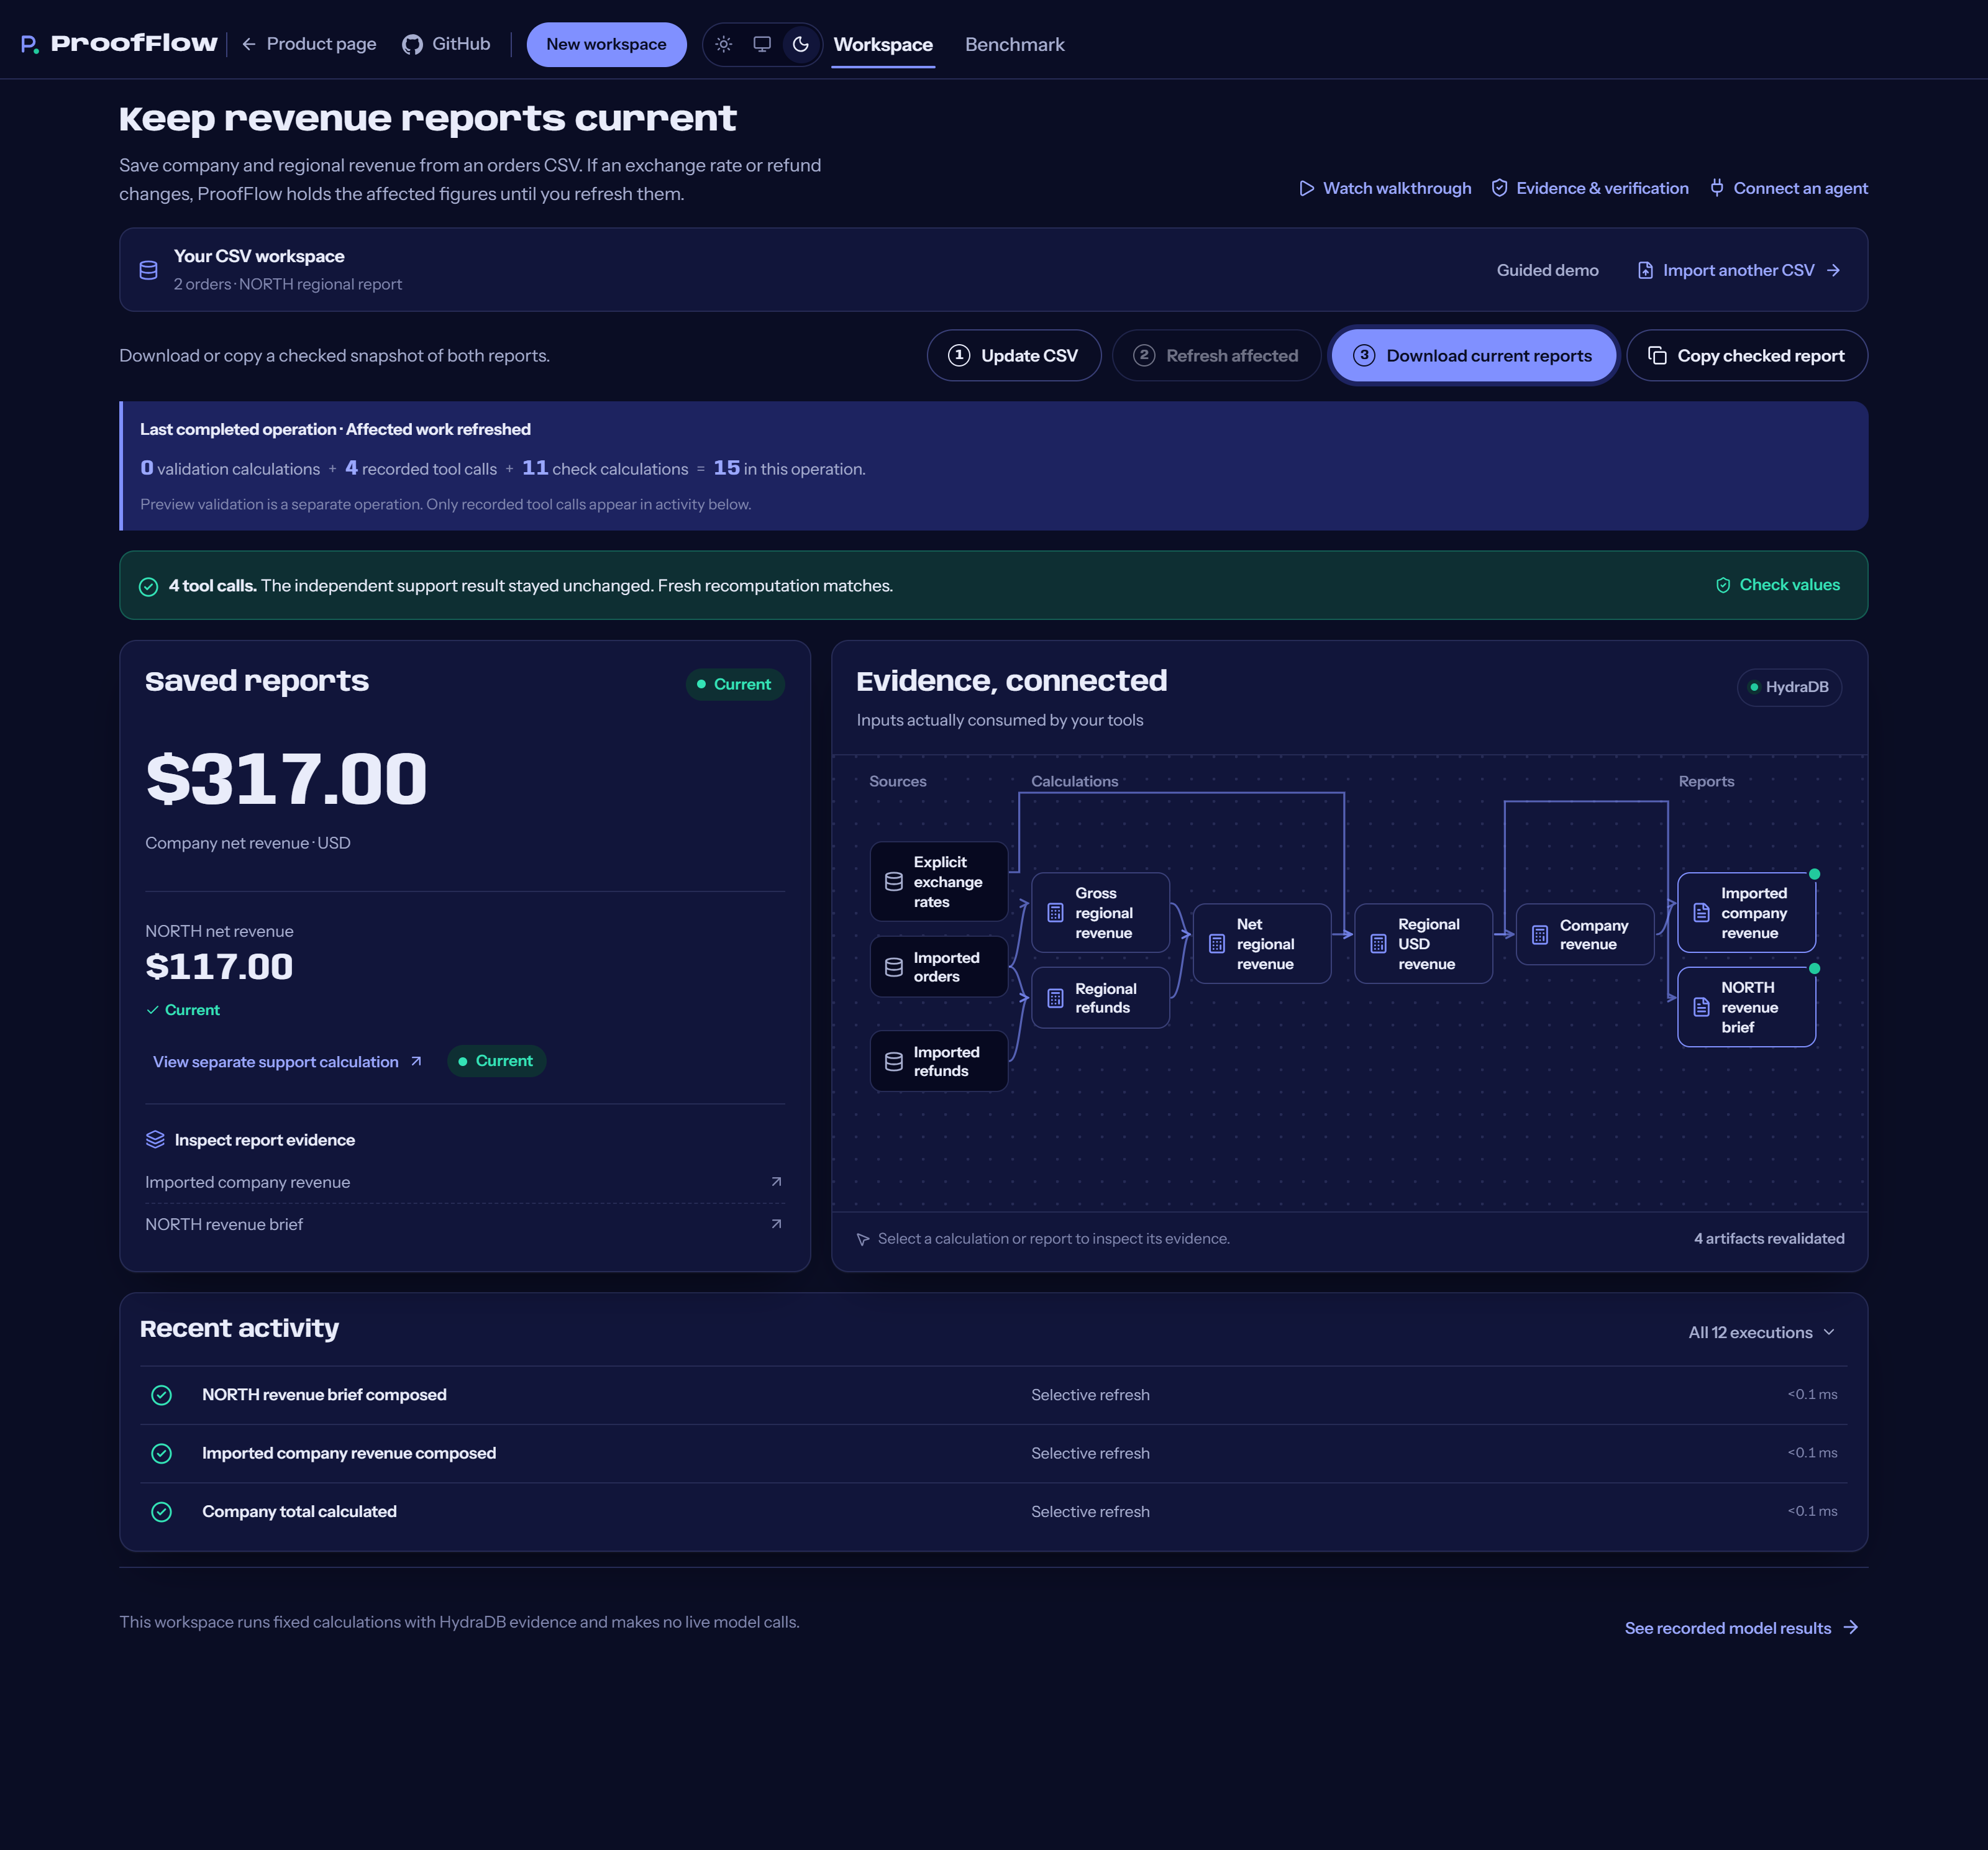 P. ProofFlow
Product page
GitHub
New workspace
Workspace
Benchmark
Keep revenue reports current
Save company and regional revenue from an orders CSV. If an exchange rate or refund
changes, ProofFlow holds the affected figures until you refresh them.
Watch walkthrough
Evidence & verification
Connect an agent
Your CSV workspace
2 orders · NORTH regional report
Guided demo
Import another CSV
Download or copy a checked snapshot of both reports.
1 Update CSV
2 Refresh affected
3 Download current reports
Copy checked report
Last completed operation · Affected work refreshed
0 validation calculations + 4 recorded tool calls + 11 check calculations = 15 in this operation.
Preview validation is a separate operation. Only recorded tool calls appear in activity below.
4 tool calls. The independent support result stayed unchanged. Fresh recomputation matches.
Check values
Saved reports
Current
$317.00
Company net revenue · USD
NORTH net revenue
$117.00
Current
View separate support calculation
Current
Inspect report evidence
Imported company revenue
NORTH revenue brief
Evidence, connected
HydraDB
Inputs actually consumed by your tools
Sources
Calculations
Reports
Explicit
exchange
rates
Imported
orders
Imported
refunds
Gross
regional
revenue
Regional
refunds
Net
regional
revenue
Regional
USD
revenue
Company
revenue
Imported
company
revenue
NORTH
revenue
brief
Select a calculation or report to inspect its evidence.
4 artifacts revalidated
Recent activity
All 12 executions
NORTH revenue brief composed
Selective refresh
<0.1 ms
Imported company revenue composed
Selective refresh
<0.1 ms
Company total calculated
Selective refresh
<0.1 ms
This workspace runs fixed calculations with HydraDB evidence and makes no live model calls.
See recorded model results